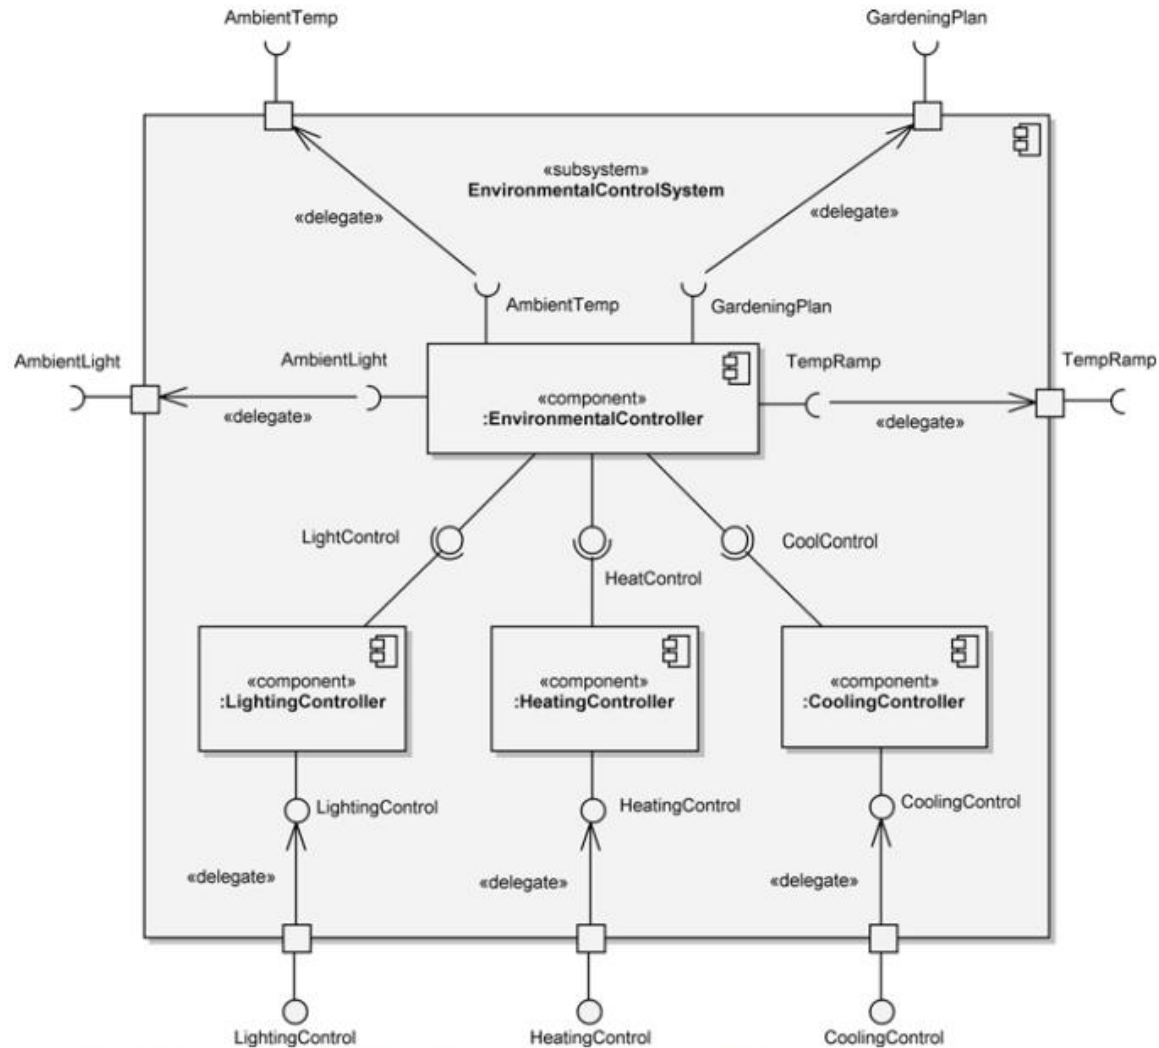 AmbientTemp
GardeningPlan
«subsystem»
EnvironmentalControlSystem
«delegate»
«delegate»
AmbientTemp
GardeningPlan
AmbientLight
AmbientLight
TempRamp
TempRamp
«component»
:EnvironmentalController
«delegate»
«delegate»
LightControl
CoolControl
HeatControl
«component»
:LightingController
«component»
:HeatingController
«component»
:CoolingController
LightingControl
HeatingControl
CoolingControl
«delegate»
«delegate»
«delegate»
LightingControl
HeatingControl
CoolingControl